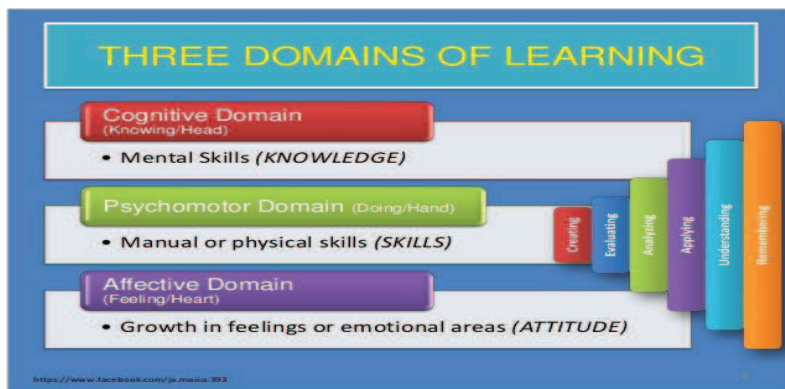 THREE DOMAINS OF LEARNING
Cognitive Domain
(Knowing/Head)
• Mental Skills (KNOWLEDGE)
Psychomotor Domain (Doing/Hand)
• Manual or physical skills (SKILLS)
Affective Domain
(Feeling/Heart)
• Growth in feelings or emotional areas (ATTITUDE)
Creating
Evaluating
Analyzing
Applying
Understanding
Remembering
https://www.facebook.com/ja.maica.393